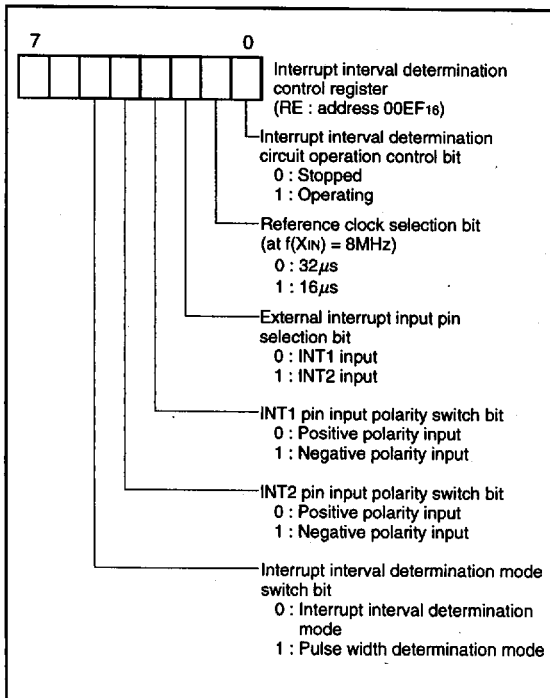 7 0
Interrupt interval determination
control register
(RE : address 00EF16)
Interrupt interval determination
circuit operation control bit
0 : Stopped
1 : Operating
Reference clock selection bit
(at f(XIN) = 8MHz)
0 : 32µs
1 : 16µs
External interrupt input pin
selection bit
0 : INT1 input
1 : INT2 input
INT1 pin input polarity switch bit
0 : Positive polarity input
1 : Negative polarity input
INT2 pin input polarity switch bit
0 : Positive polarity input
1 : Negative polarity input
Interrupt interval determination mode
switch bit
0 : Interrupt interval determination
mode
1 : Pulse width determination mode